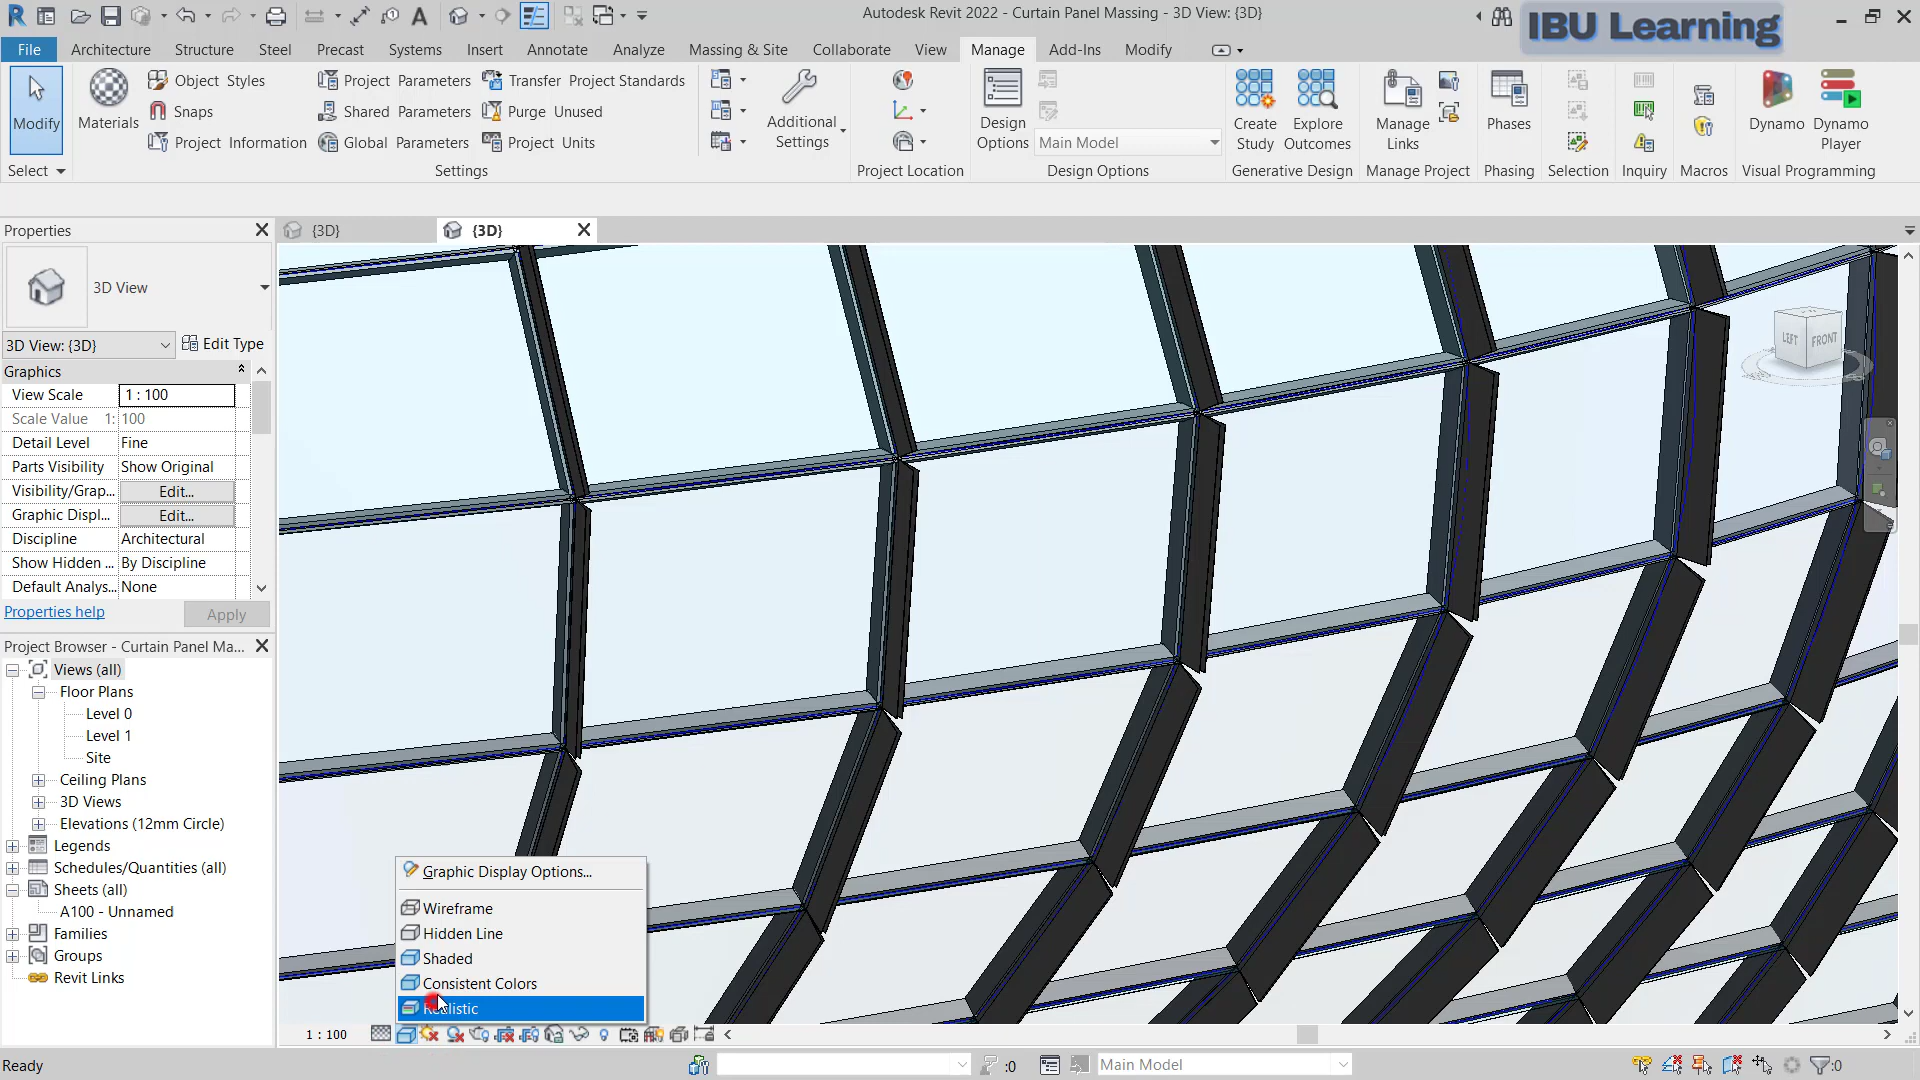 Autodesk Revit 2022 - Curtain Panel Massing - 3D View: {3D}
IBU Learning
File Architecture Structure Steel Precast Systems Insert Annotate Analyze Massing & Site Collaborate View Manage Add-Ins Modify
Modify
Materials
Object Styles
Snaps
Project Information
Project Parameters
Shared Parameters
Global Parameters
Transfer Project Standards
Purge Unused
Project Units
Additional
Settings
Design
Options
Main Model
Create
Study
Explore
Outcomes
Manage
Links
Phases
Dynamo
Dynamo
Player
Select Settings Project Location Design Options Generative Design Manage Project Phasing Selection Inquiry Macros Visual Programming
Properties
{3D}
{3D}
3D View
3D View: {3D}
Edit Type
Graphics
View Scale 1 : 100
Scale Value 1: 100
Detail Level Fine
Parts Visibility Show Original
Visibility/Grap... Edit...
Graphic Displ... Edit...
Discipline Architectural
Show Hidden ... By Discipline
Default Analys... None
Properties help
Apply
LEFT FRONT
Project Browser - Curtain Panel Ma...
Views (all)
Floor Plans
Level 0
Level 1
Site
Ceiling Plans
3D Views
Elevations (12mm Circle)
Legends
Schedules/Quantities (all)
Sheets (all)
A100 - Unnamed
Families
Groups
Revit Links
Graphic Display Options...
Wireframe
Hidden Line
Shaded
Consistent Colors
Realistic
1 : 100
Ready
:0
Main Model
:0